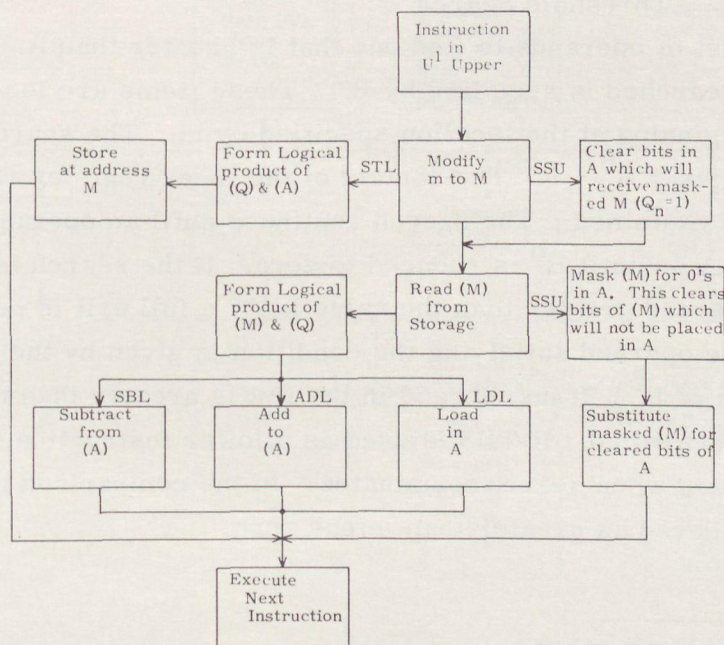 Instruction
in
U¹ Upper
Store
at address
M
Form Logical
product of
(Q) & (A)
STL
Modify
m to M
SSU
Clear bits in
A which will
receive mask-
ed M (Qn=1)
Form Logical
product of
(M) & (Q)
Read (M)
from
Storage
SSU
Mask (M) for 0's
in A. This clears
bits of (M) which
will not be placed
in A
SBL
ADL
LDL
Subtract
from
(A)
Add
to
(A)
Load
in
A
Substitute
masked (M) for
cleared bits of
A
Execute
Next
Instruction